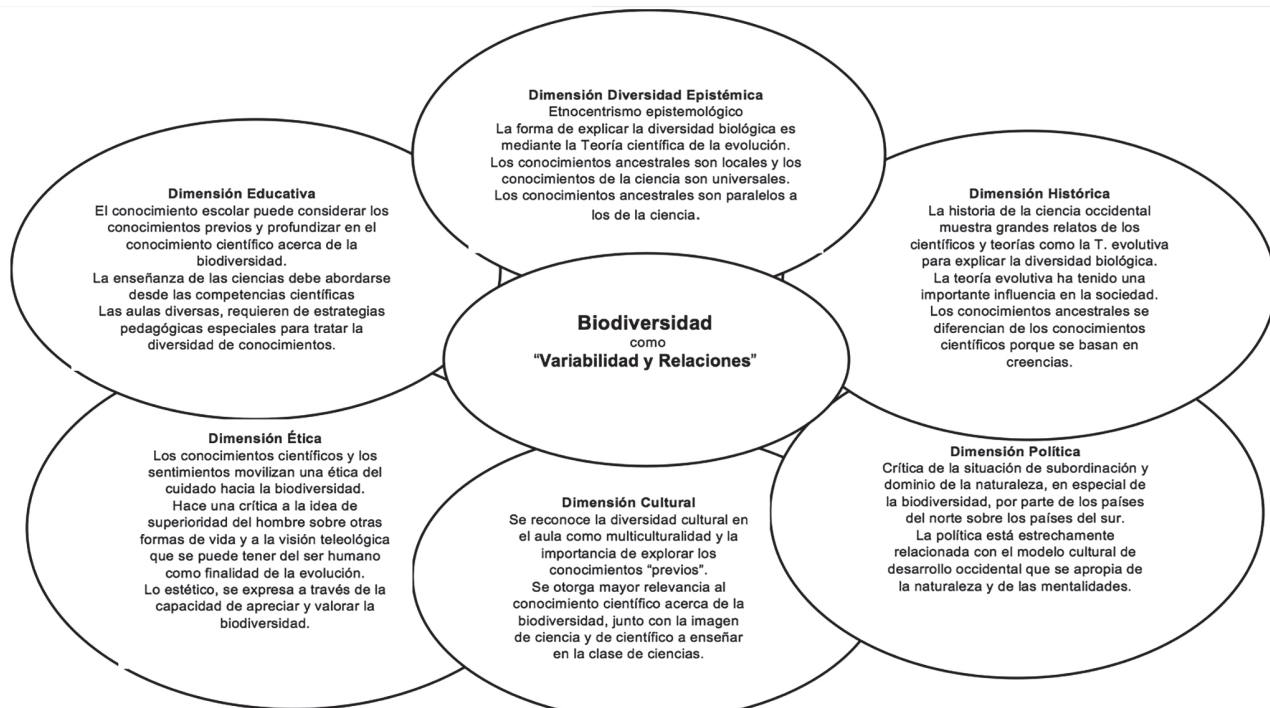 Dimensión Diversidad Epistémica
Etnocentrismo epistemológico
La forma de explicar la diversidad biológica es
mediante la Teoría científica de la evolución.
Los conocimientos ancestrales son locales y los
conocimientos de la ciencia son universales.
Los conocimientos ancestrales son paralelos a
los de la ciencia.
Dimensión Educativa
El conocimiento escolar puede considerar los
conocimientos previos y profundizar en el
conocimiento científico acerca de la
biodiversidad.
La enseñanza de las ciencias debe abordarse
desde las competencias científicas
Las aulas diversas, requieren de estrategias
pedagógicas especiales para tratar la
diversidad de conocimientos.
Dimensión Histórica
La historia de la ciencia occidental
muestra grandes relatos de los
científicos y teorías como la T. evolutiva
para explicar la diversidad biológica.
La teoría evolutiva ha tenido una
importante influencia en la sociedad.
Los conocimientos ancestrales se
diferencian de los conocimientos
científicos porque se basan en
creencias.
Biodiversidad
como
“Variabilidad y Relaciones”
Dimensión Ética
Los conocimientos científicos y los
sentimientos movilizan una ética del
cuidado hacia la biodiversidad.
Hace una crítica a la idea de
superioridad del hombre sobre otras
formas de vida y a la visión teleológica
que se puede tener del ser humano
como finalidad de la evolución.
Lo estético, se expresa a través de la
capacidad de apreciar y valorar la
biodiversidad.
Dimensión Cultural
Se reconoce la diversidad cultural en
el aula como multiculturalidad y la
importancia de explorar los
conocimientos “previos”.
Se otorga mayor relevancia al
conocimiento científico acerca de la
biodiversidad, junto con la imagen
de ciencia y de científico a enseñar
en la clase de ciencias.
Dimensión Política
Crítica de la situación de subordinación y
dominio de la naturaleza, en especial de
la biodiversidad, por parte de los países
del norte sobre los países del sur.
La política está estrechamente
relacionada con el modelo cultural de
desarrollo occidental que se apropia de
la naturaleza y de las mentalidades.